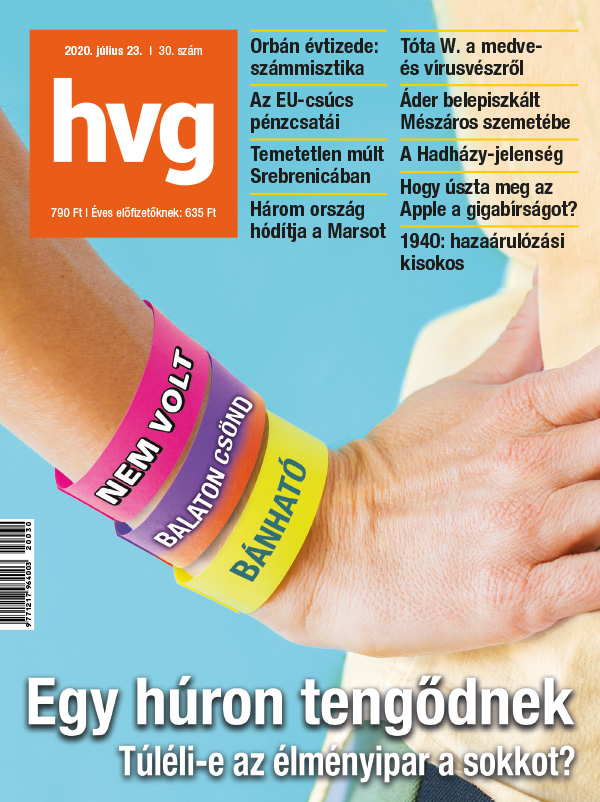 2020. július 23. I 30. szám
hvg
790 Ft I Éves előfizetőknek: 635 Ft
Orbán évtizede:
számmisztika
Az EU-csúcs
pénzcsatái
Temetetlen múlt
Srebrenicában
Három ország
hódítja a Marsot
Tóta W. a medve-
és vírusvészről
Áder belepiszkált
Mészáros szemetébe
A Hadházy-jelenség
Hogy úszta meg az
Apple a gigabírságot?
1940: hazaárulózási
kisokos
NEM VOLT
BALATON CSÖND
BÁNHATÓ
20030
9771217964003
Egy húron tengődnek
Túléli-e az élményipar a sokkot?